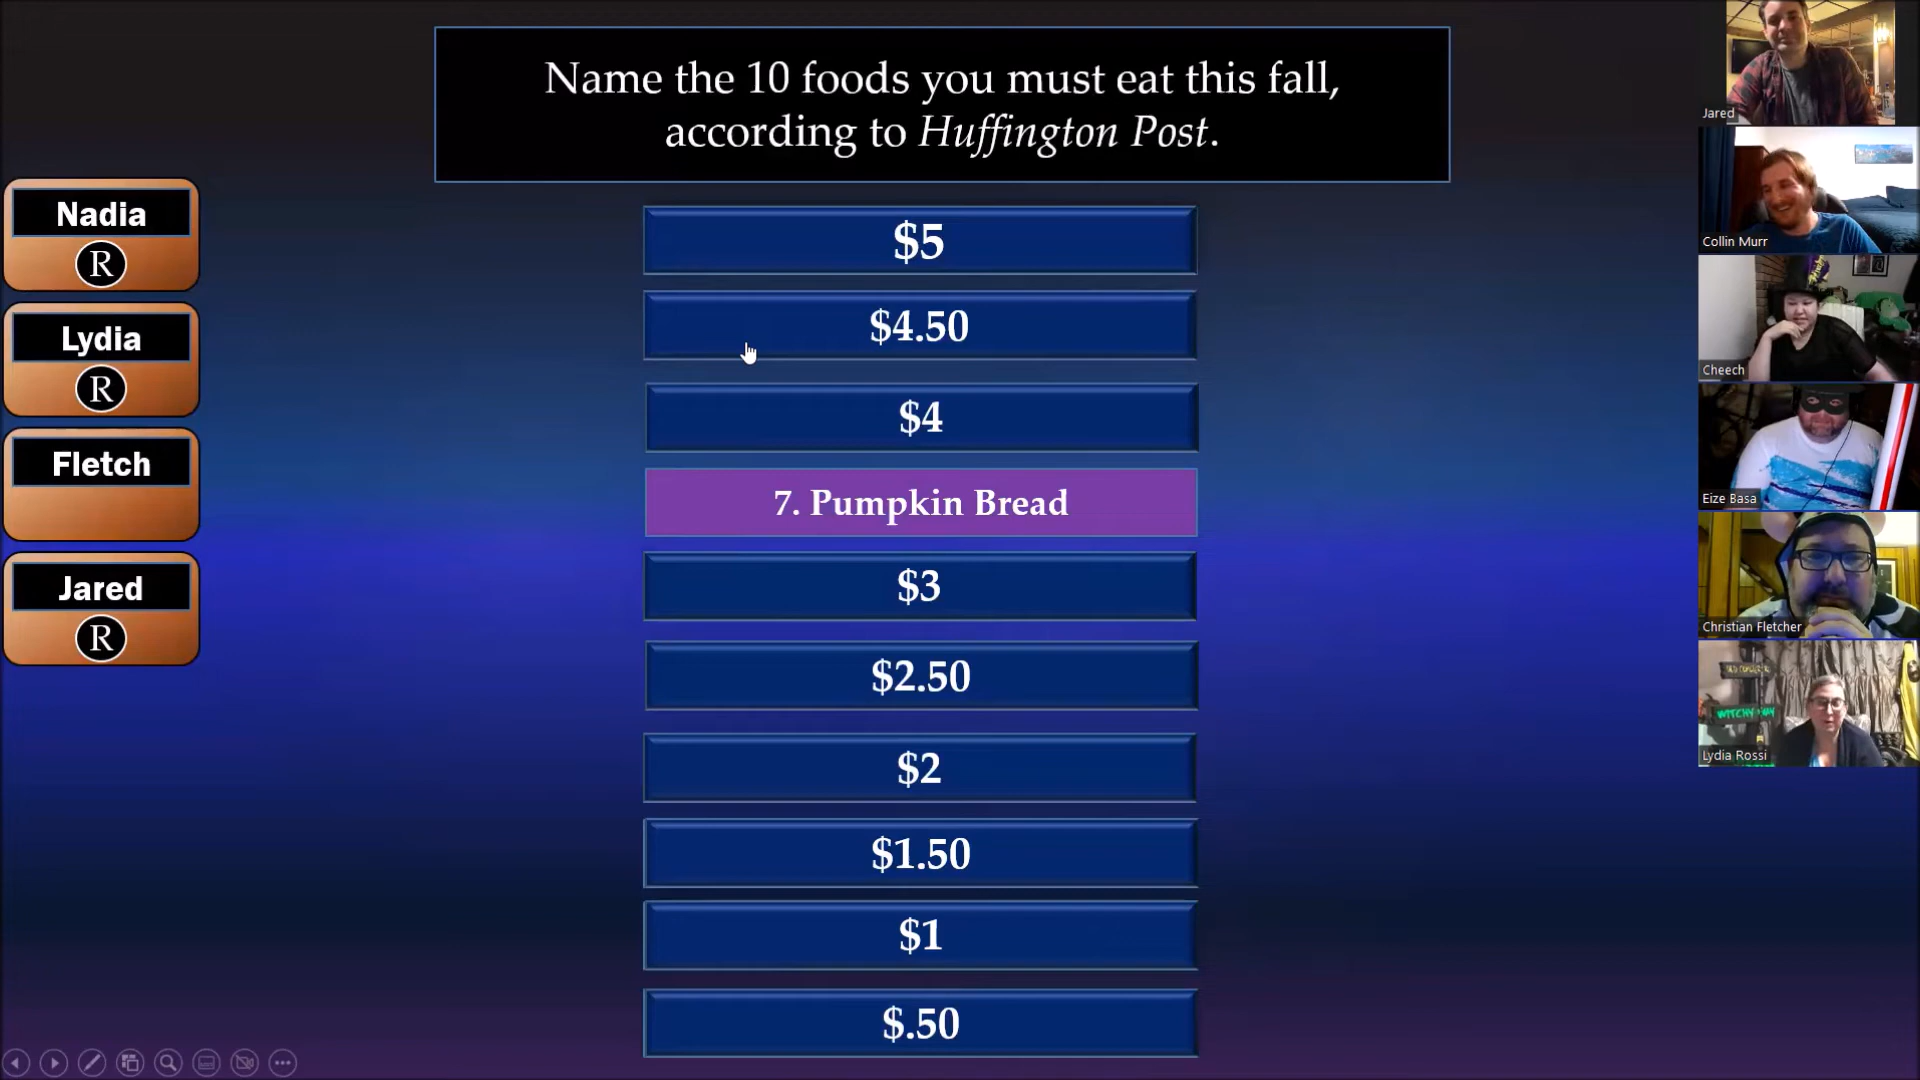 Name the 10 foods you must eat this fall,
according to Huffington Post.
Nadia
R
Lydia
R
Fletch
Jared
R
$5
$4.50
$4
7. Pumpkin Bread
$3
$2.50
$2
$1.50
$1
$.50
Jared
Collin Murr
Cheech
Eize Basa
Christian Fletcher
WITCHY WAY
Lydia Rossi